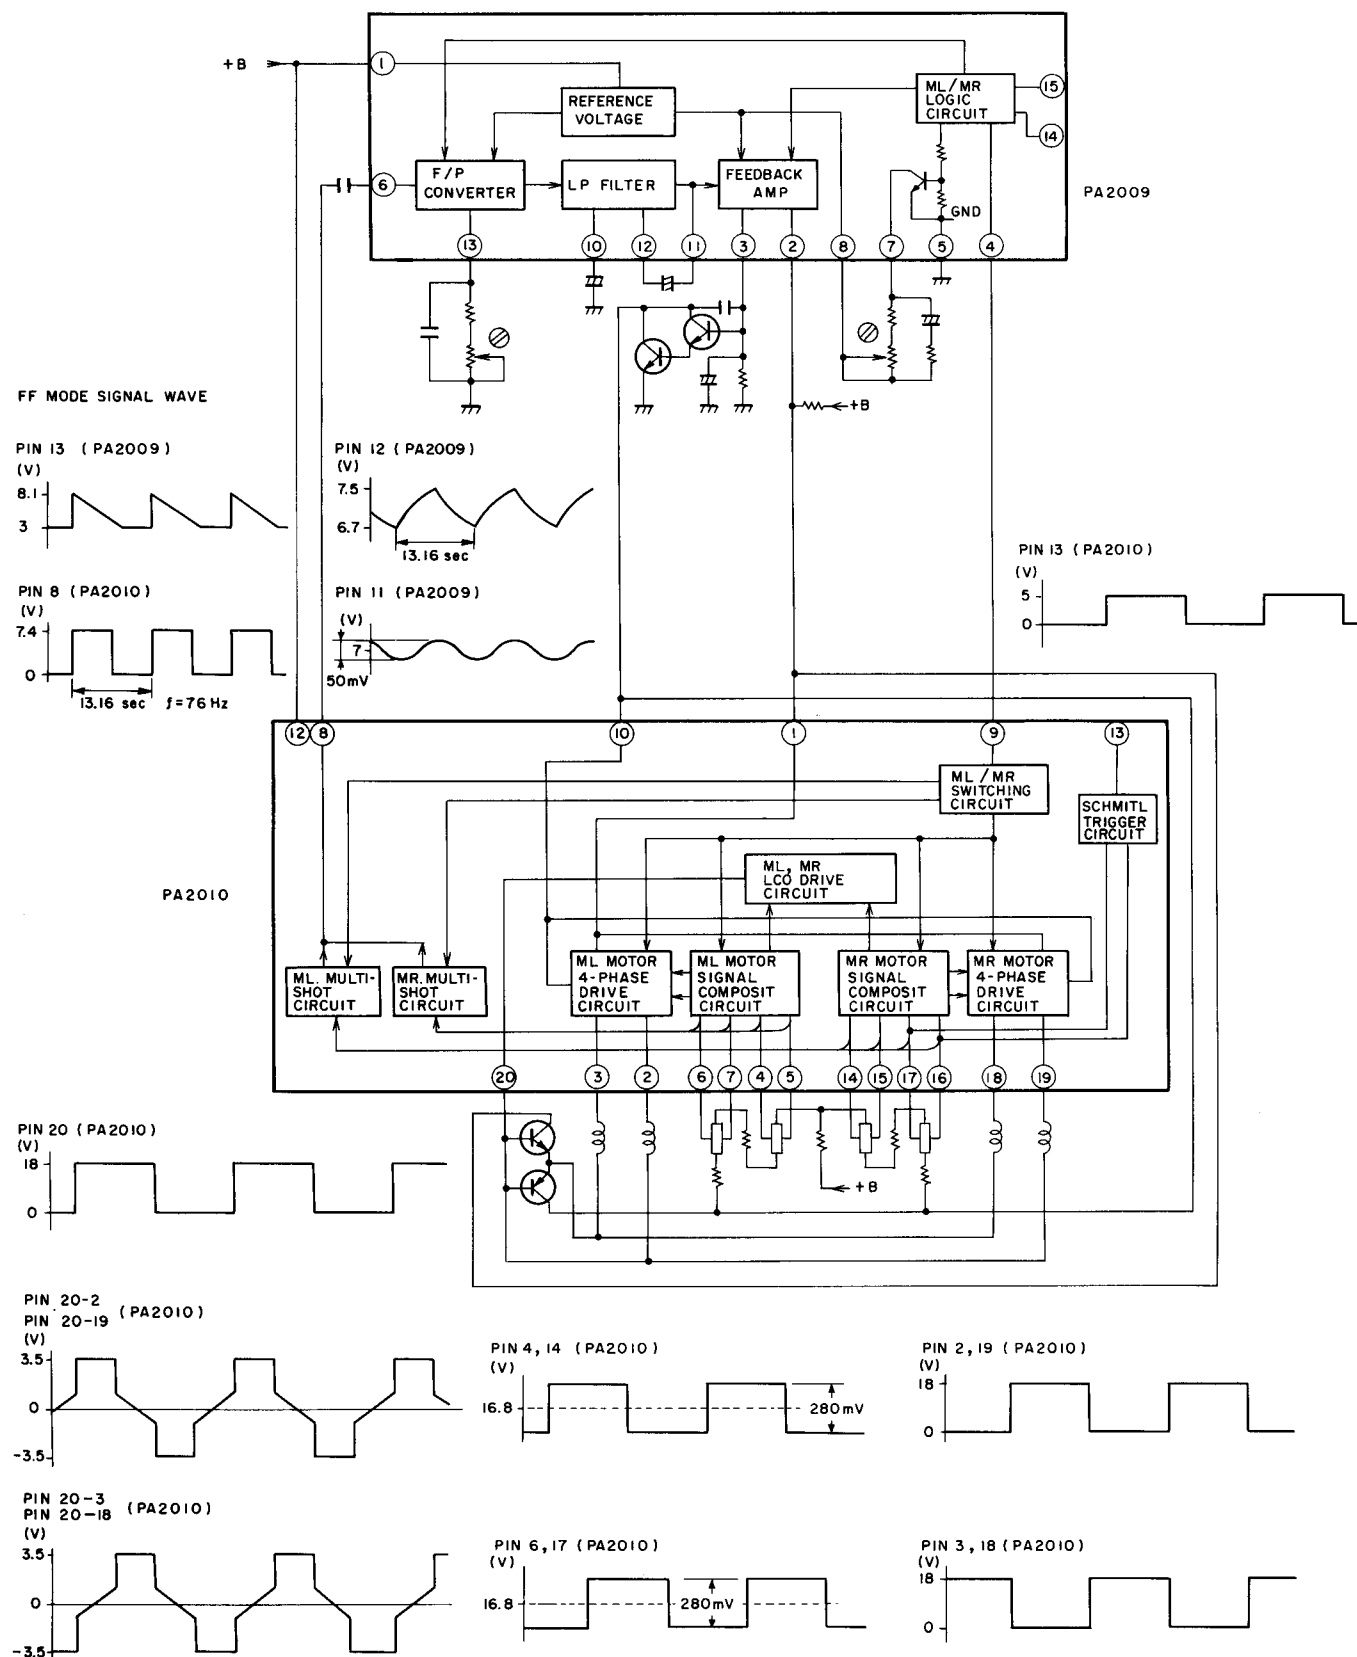 +B
1
REFERENCE
VOLTAGE
ML/MR
LOGIC
CIRCUIT
15
14
6
F/P
CONVERTER
LP FILTER
FEEDBACK
AMP
GND
PA2009
13
10
12
11
3
2
8
7
5
4
+B
FF MODE SIGNAL WAVE
PIN 13 (PA2009)
(V)
8.1
3
PIN 12 (PA2009)
(V)
7.5
6.7
13.16 sec
PIN 8 (PA2010)
(V)
7.4
0
13.16 sec f=76 Hz
PIN 11 (PA2009)
(V)
7
50mV
PIN 13 (PA2010)
(V)
5
0
12
8
10
1
9
13
ML/MR
SWITCHING
CIRCUIT
SCHMITL
TRIGGER
CIRCUIT
PA2010
ML, MR
LCO DRIVE
CIRCUIT
ML. MULTI-
SHOT
CIRCUIT
MR. MULTI-
SHOT
CIRCUIT
ML MOTOR
4-PHASE
DRIVE
CIRCUIT
ML MOTOR
SIGNAL
COMPOSIT
CIRCUIT
MR MOTOR
SIGNAL
COMPOSIT
CIRCUIT
MR MOTOR
4-PHASE
DRIVE
CIRCUIT
20
3
2
6
7
4
5
14
15
17
16
18
19
+B
PIN 20 (PA2010)
(V)
18
0
PIN 20-2
PIN 20-19 (PA2010)
(V)
3.5
0
-3.5
PIN 4, 14 (PA2010)
(V)
16.8
280mV
PIN 2, 19 (PA2010)
(V)
18
0
PIN 20-3
PIN 20-18 (PA2010)
(V)
3.5
0
-3.5
PIN 6, 17 (PA2010)
(V)
16.8
280mV
PIN 3, 18 (PA2010)
(V)
18
0